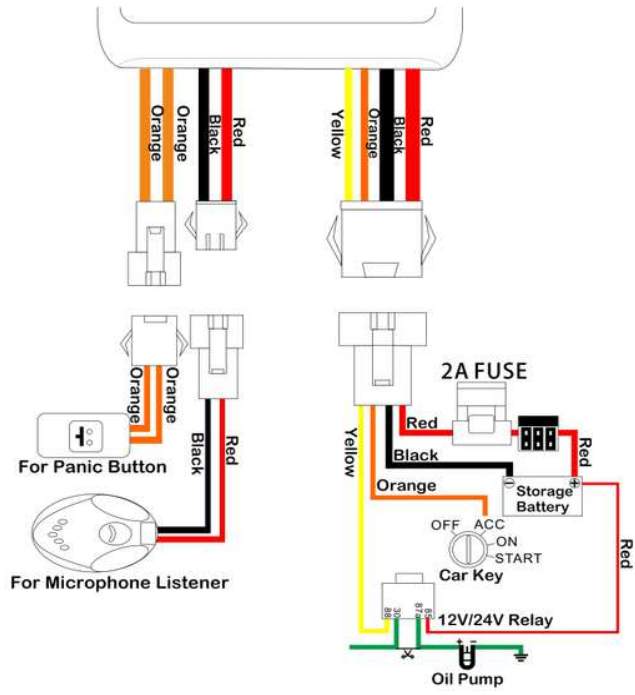 Orange
Orange
Black
Red
Yellow
Orange
Black
Red
Orange
Orange
For Panic Button
Black
Red
For Microphone Listener
2A FUSE
Red
Black
Orange
Yellow
Red
Storage
Battery
OFF ACC
ON
START
Car Key
Red
88 30 87a 85
12V/24V Relay
+ −
Oil Pump